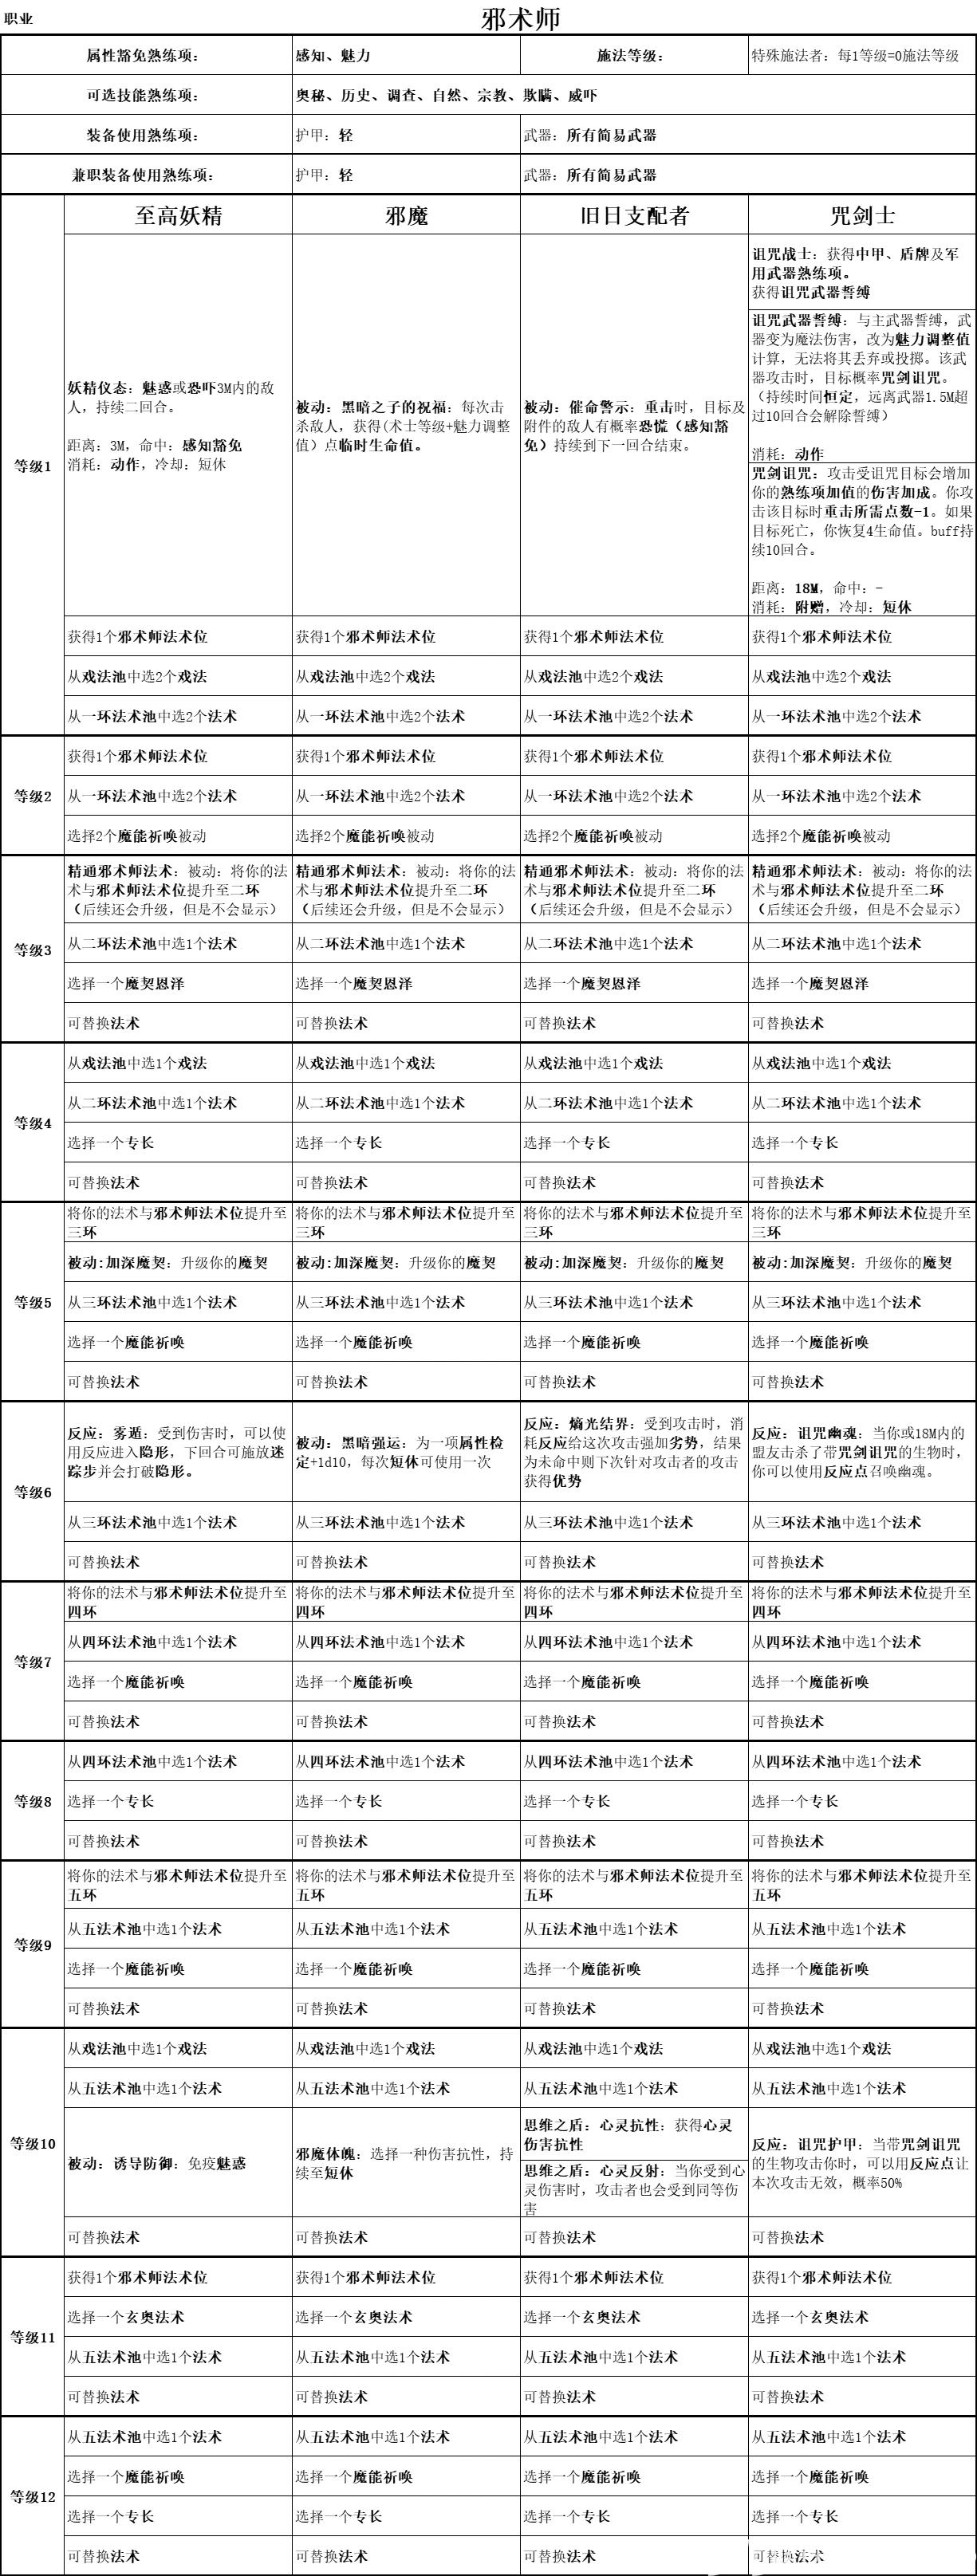 职业 邪术师
属性豁免熟练项： 感知、魅力 施法等级： 特殊施法者：每1等级=0施法等级
可选技能熟练项： 奥秘、历史、调查、自然、宗教、欺瞒、威吓
装备使用熟练项： 护甲：轻 武器：所有简易武器
兼职装备使用熟练项： 护甲：轻 武器：所有简易武器
至高妖精 邪魔 旧日支配者 咒剑士
等级1
妖精仪态：魅惑或恐吓3M内的敌
人，持续二回合。
距离：3M，命中：感知豁免
消耗：动作，冷却：短休
被动：黑暗之子的祝福：每次击
杀敌人，获得(术士等级+魅力调整
值）点临时生命值。
被动：催命警示：重击时，目标及
附件的敌人有概率恐慌（感知豁
免）持续到下一回合结束。
诅咒战士：获得中甲、盾牌及军
用武器熟练项。
获得诅咒武器誓缚
诅咒武器誓缚：与主武器誓缚，武
器变为魔法伤害，改为魅力调整值
计算，无法将其丢弃或投掷。该武
器攻击时，目标概率咒剑诅咒。
（持续时间恒定，远离武器1.5M超
过10回合会解除誓缚）
消耗：动作
咒剑诅咒：攻击受诅咒目标会增加
你的熟练项加值的伤害加成。你攻
击该目标时重击所需点数-1。如果
目标死亡，你恢复4生命值。buff持
续10回合。
距离：18M，命中：-
消耗：附赠，冷却：短休
获得1个邪术师法术位 获得1个邪术师法术位 获得1个邪术师法术位 获得1个邪术师法术位
从戏法池中选2个戏法 从戏法池中选2个戏法 从戏法池中选2个戏法 从戏法池中选2个戏法
从一环法术池中选2个法术 从一环法术池中选2个法术 从一环法术池中选2个法术 从一环法术池中选2个法术
等级2
获得1个邪术师法术位 获得1个邪术师法术位 获得1个邪术师法术位 获得1个邪术师法术位
从一环法术池中选2个法术 从一环法术池中选2个法术 从一环法术池中选2个法术 从一环法术池中选2个法术
选择2个魔能祈唤被动 选择2个魔能祈唤被动 选择2个魔能祈唤被动 选择2个魔能祈唤被动
等级3
精通邪术师法术：被动：将你的法 精通邪术师法术：被动：将你的法 精通邪术师法术：被动：将你的法 精通邪术师法术：被动：将你的法
术与邪术师法术位提升至二环 术与邪术师法术位提升至二环 术与邪术师法术位提升至二环 术与邪术师法术位提升至二环
（后续还会升级，但是不会显示） （后续还会升级，但是不会显示） （后续还会升级，但是不会显示） （后续还会升级，但是不会显示）
从二环法术池中选1个法术 从二环法术池中选1个法术 从二环法术池中选1个法术 从二环法术池中选1个法术
选择一个魔契恩泽 选择一个魔契恩泽 选择一个魔契恩泽 选择一个魔契恩泽
可替换法术 可替换法术 可替换法术 可替换法术
等级4
从戏法池中选1个戏法 从戏法池中选1个戏法 从戏法池中选1个戏法 从戏法池中选1个戏法
从二环法术池中选1个法术 从二环法术池中选1个法术 从二环法术池中选1个法术 从二环法术池中选1个法术
选择一个专长 选择一个专长 选择一个专长 选择一个专长
可替换法术 可替换法术 可替换法术 可替换法术
等级5
将你的法术与邪术师法术位提升至 将你的法术与邪术师法术位提升至 将你的法术与邪术师法术位提升至 将你的法术与邪术师法术位提升至
三环 三环 三环 三环
被动:加深魔契：升级你的魔契 被动:加深魔契：升级你的魔契 被动:加深魔契：升级你的魔契 被动:加深魔契：升级你的魔契
从三环法术池中选1个法术 从三环法术池中选1个法术 从三环法术池中选1个法术 从三环法术池中选1个法术
选择一个魔能祈唤 选择一个魔能祈唤 选择一个魔能祈唤 选择一个魔能祈唤
可替换法术 可替换法术 可替换法术 可替换法术
等级6
反应：雾遁：受到伤害时，可以使
用反应进入隐形，下回合可施放迷
踪步并会打破隐形。
被动：黑暗强运：为一项属性检
定+1d10，每次短休可使用一次
反应：熵光结界：受到攻击时，消
耗反应给这次攻击强加劣势，结果
为未命中则下次针对攻击者的攻击
获得优势
反应：诅咒幽魂：当你或18M内的
盟友击杀了带咒剑诅咒的生物时，
你可以使用反应点召唤幽魂。
从三环法术池中选1个法术 从三环法术池中选1个法术 从三环法术池中选1个法术 从三环法术池中选1个法术
可替换法术 可替换法术 可替换法术 可替换法术
等级7
将你的法术与邪术师法术位提升至 将你的法术与邪术师法术位提升至 将你的法术与邪术师法术位提升至 将你的法术与邪术师法术位提升至
四环 四环 四环 四环
从四环法术池中选1个法术 从四环法术池中选1个法术 从四环法术池中选1个法术 从四环法术池中选1个法术
选择一个魔能祈唤 选择一个魔能祈唤 选择一个魔能祈唤 选择一个魔能祈唤
可替换法术 可替换法术 可替换法术 可替换法术
等级8
从四环法术池中选1个法术 从四环法术池中选1个法术 从四环法术池中选1个法术 从四环法术池中选1个法术
选择一个专长 选择一个专长 选择一个专长 选择一个专长
可替换法术 可替换法术 可替换法术 可替换法术
等级9
将你的法术与邪术师法术位提升至 将你的法术与邪术师法术位提升至 将你的法术与邪术师法术位提升至 将你的法术与邪术师法术位提升至
五环 五环 五环 五环
从五法术池中选1个法术 从五法术池中选1个法术 从五法术池中选1个法术 从五法术池中选1个法术
选择一个魔能祈唤 选择一个魔能祈唤 选择一个魔能祈唤 选择一个魔能祈唤
可替换法术 可替换法术 可替换法术 可替换法术
等级10
从戏法池中选1个戏法 从戏法池中选1个戏法 从戏法池中选1个戏法 从戏法池中选1个戏法
从五法术池中选1个法术 从五法术池中选1个法术 从五法术池中选1个法术 从五法术池中选1个法术
被动：诱导防御：免疫魅惑
邪魔体魄：选择一种伤害抗性，持
续至短休
思维之盾：心灵抗性：获得心灵
伤害抗性
思维之盾：心灵反射：当你受到心
灵伤害时，攻击者也会受到同等伤
害
反应：诅咒护甲：当带咒剑诅咒
的生物攻击你时，可以用反应点让
本次攻击无效，概率50%
可替换法术 可替换法术 可替换法术 可替换法术
等级11
获得1个邪术师法术位 获得1个邪术师法术位 获得1个邪术师法术位 获得1个邪术师法术位
选择一个玄奥法术 选择一个玄奥法术 选择一个玄奥法术 选择一个玄奥法术
从五法术池中选1个法术 从五法术池中选1个法术 从五法术池中选1个法术 从五法术池中选1个法术
可替换法术 可替换法术 可替换法术 可替换法术
等级12
从五法术池中选1个法术 从五法术池中选1个法术 从五法术池中选1个法术 从五法术池中选1个法术
选择一个魔能祈唤 选择一个魔能祈唤 选择一个魔能祈唤 选择一个魔能祈唤
选择一个专长 选择一个专长 选择一个专长 选择一个专长
可替换法术 可替换法术 可替换法术 可替换法术